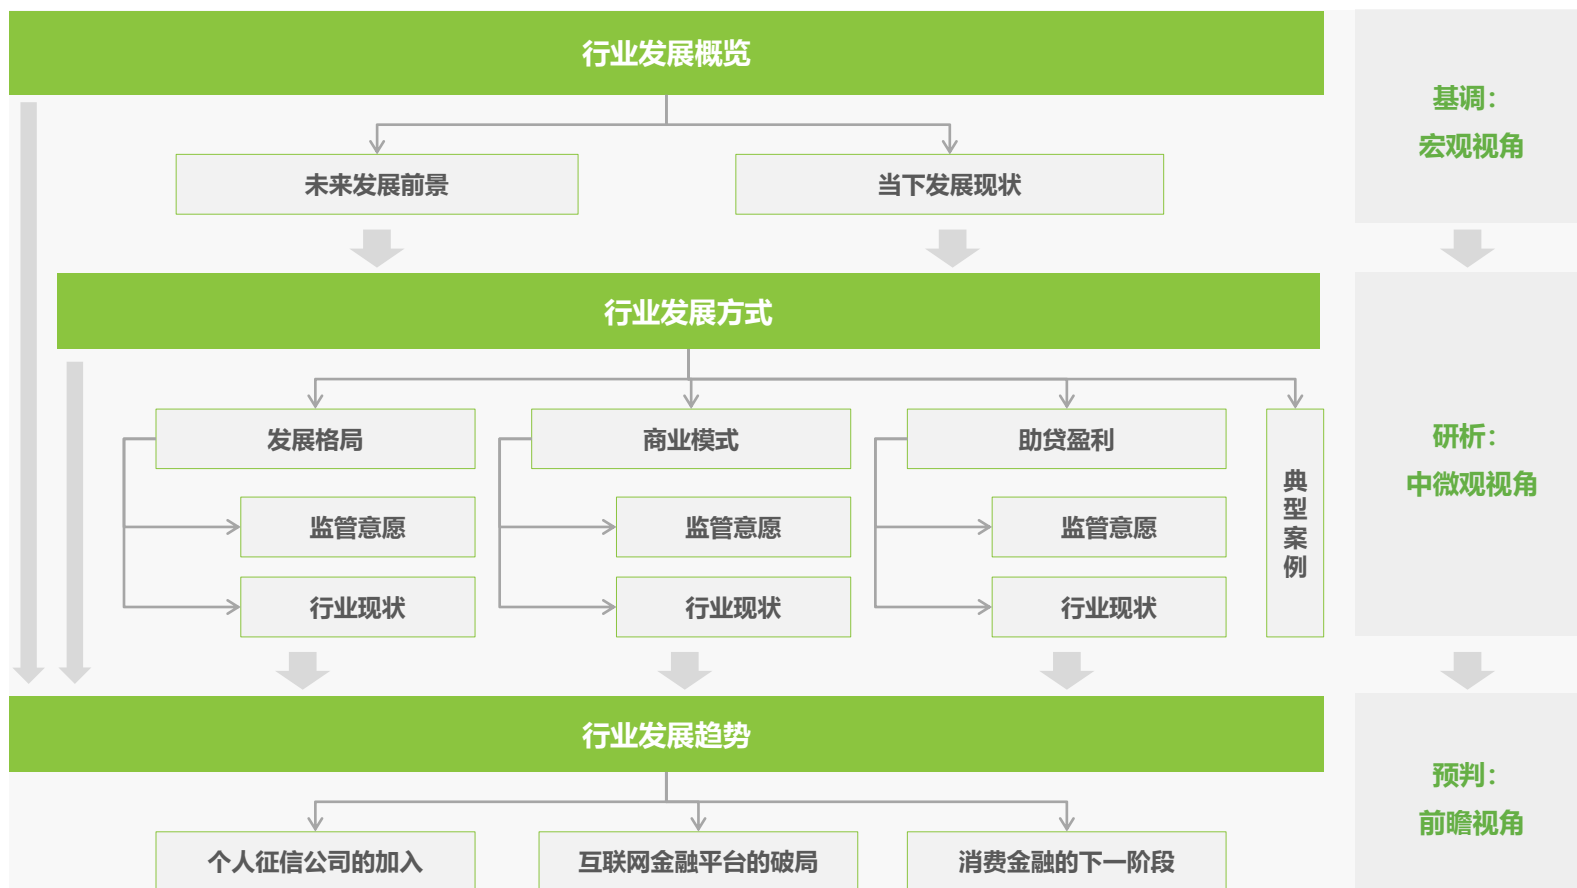 行业发展概览
基调：
宏观视角
未来发展前景
当下发展现状
行业发展方式
发展格局
商业模式
助贷盈利
典型案例
监管意愿
监管意愿
监管意愿
行业现状
行业现状
行业现状
研析：
中微观视角
行业发展趋势
预判：
前瞻视角
个人征信公司的加入
互联网金融平台的破局
消费金融的下一阶段